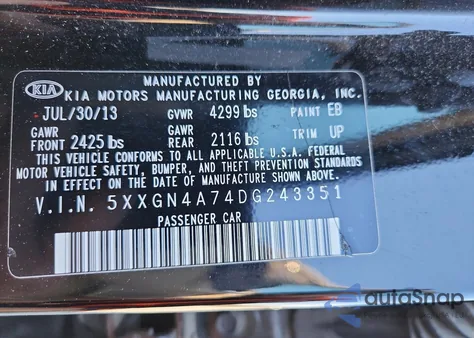 MANUFACTURED BY
KIA KIA MOTORS MANUFACTURING GEORGIA, INC.
JUL/30/13 GVWR 4299 lbs PAINT EB
GAWR FRONT 2425 lbs GAWR REAR 2116 lbs TRIM UP
THIS VEHICLE CONFORMS TO ALL APPLICABLE U.S.A. FEDERAL
MOTOR VEHICLE SAFETY, BUMPER, AND THEFT PREVENTION STANDARDS
IN EFFECT ON THE DATE OF MANUFACTURE SHOWN ABOVE.
V.I.N. 5XXGN4A74DG243351
PASSENGER CAR
autoSnap